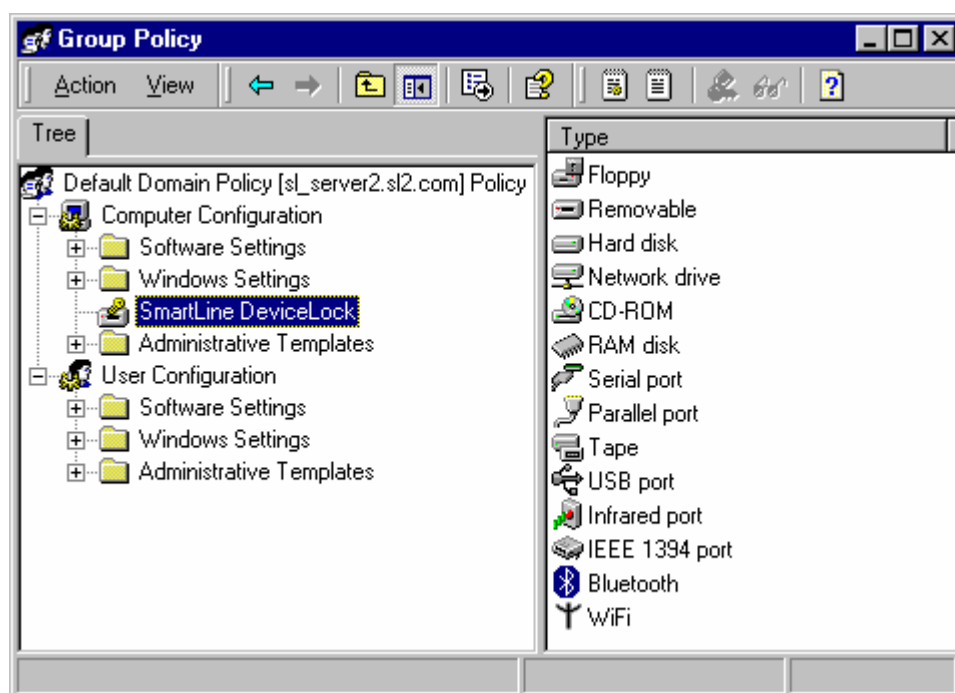 Group Policy
Action View
Tree
Default Domain Policy [sl_server2.sl2.com] Policy
Computer Configuration
Software Settings
Windows Settings
SmartLine DeviceLock
Administrative Templates
User Configuration
Software Settings
Windows Settings
Administrative Templates
Type
Floppy
Removable
Hard disk
Network drive
CD-ROM
RAM disk
Serial port
Parallel port
Tape
USB port
Infrared port
IEEE 1394 port
Bluetooth
WiFi